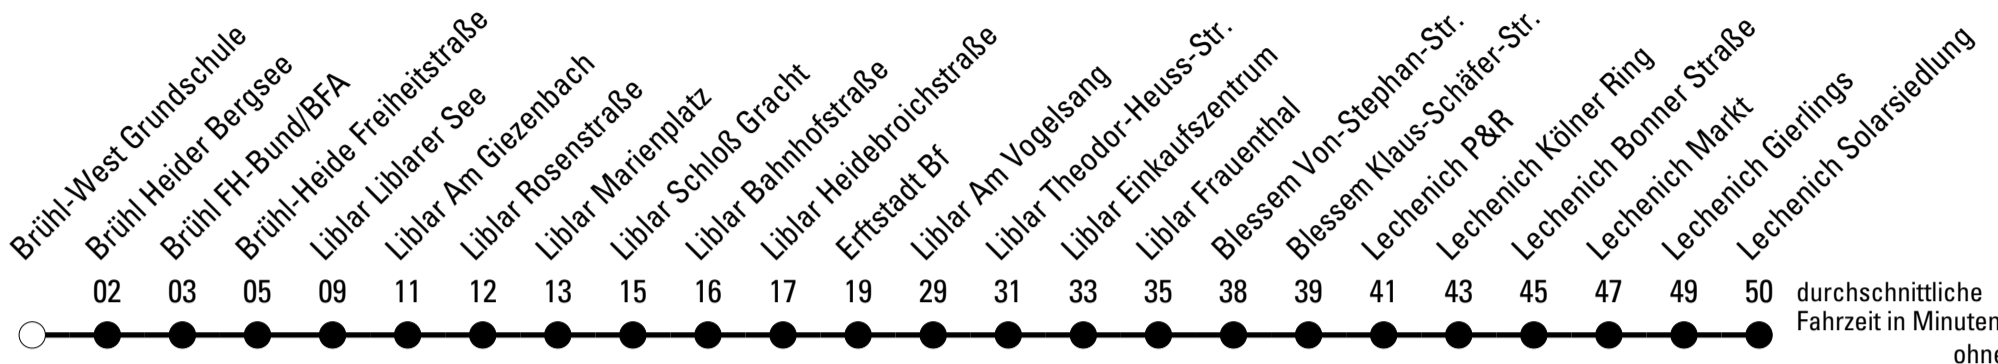 Brühl-West Grundschule
Brühl Heider Bergsee
Brühl FH-Bund/BFA
Brühl-Heide Freiheitstraße
Liblar Liblarer See
Liblar Am Giezenbach
Liblar Rosenstraße
Liblar Marienplatz
Liblar Schloß Gracht
Liblar Bahnhofstraße
Liblar Heidebroichstraße
Erftstadt Bf
Liblar Am Vogelsang
Liblar Theodor-Heuss-Str.
Liblar Einkaufszentrum
Liblar Frauenthal
Blessem Von-Stephan-Str.
Blessem Klaus-Schäfer-Str.
Lechenich P&R
Lechenich Kölner Ring
Lechenich Bonner Straße
Lechenich Markt
Lechenich Gierlings
Lechenich Solarsiedlung
02 03 05 09 11 12 13 15 16 17 19 29 31 33 35 38 39 41 43 45 47 49 50
durchschnittliche
Fahrzeit in Minuten
ohne